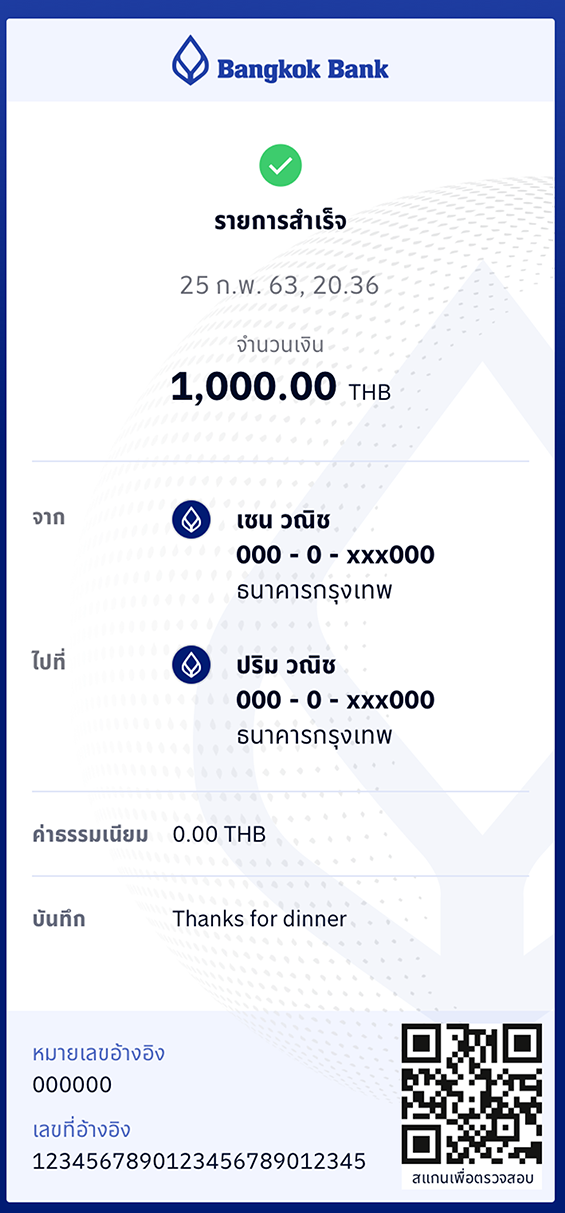 Bangkok Bank
รายการสำเร็จ
25 ก.พ. 63, 20.36
จำนวนเงิน
1,000.00 THB
จาก
เซน วณิช
000 - 0 - xxx000
ธนาคารกรุงเทพ
ไปที่
ปริม วณิช
000 - 0 - xxx000
ธนาคารกรุงเทพ
ค่าธรรมเนียม 0.00 THB
บันทึก Thanks for dinner
หมายเลขอ้างอิง
000000
เลขที่อ้างอิง
1234567890123456789012345
สแกนเพื่อตรวจสอบ